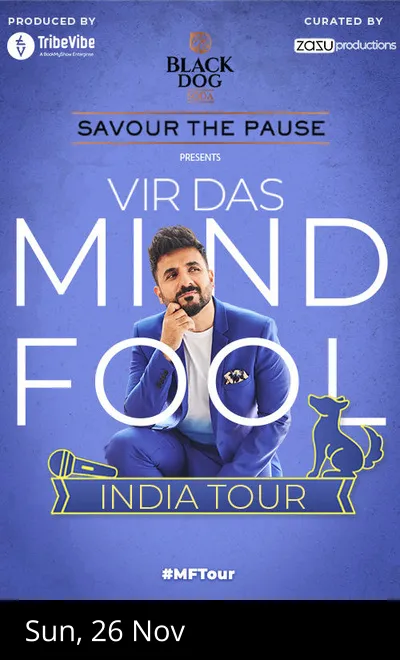 PRODUCED BY
CURATED BY
TribeVibe
A BookMyShow Enterprise
zazu productions
BLACK
DOG
SODA
SAVOUR THE PAUSE
PRESENTS
VIR DAS
MIND
FOOL
INDIA TOUR
#MFTour
Sun, 26 Nov